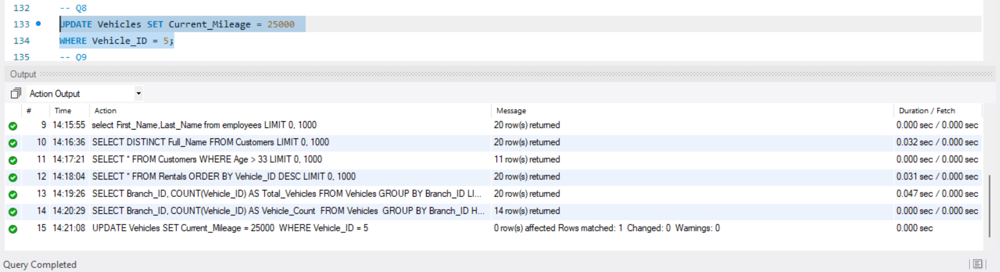 132 -- Q8
133 UPDATE Vehicles SET Current_Mileage = 25000
134 WHERE Vehicle_ID = 5;
135 -- Q9
Output
Action Output
# Time Action Message Duration / Fetch
9 14:15:55 select First_Name,Last_Name from employees LIMIT 0, 1000 20 row(s) returned 0.000 sec / 0.000 sec
10 14:16:36 SELECT DISTINCT Full_Name FROM Customers LIMIT 0, 1000 20 row(s) returned 0.032 sec / 0.000 sec
11 14:17:21 SELECT * FROM Customers WHERE Age > 33 LIMIT 0, 1000 11 row(s) returned 0.000 sec / 0.000 sec
12 14:18:04 SELECT * FROM Rentals ORDER BY Vehicle_ID DESC LIMIT 0, 1000 20 row(s) returned 0.031 sec / 0.000 sec
13 14:19:26 SELECT Branch_ID, COUNT(Vehicle_ID) AS Total_Vehicles FROM Vehicles GROUP BY Branch_ID LI... 20 row(s) returned 0.047 sec / 0.000 sec
14 14:20:29 SELECT Branch_ID, COUNT(Vehicle_ID) AS Vehicle_Count FROM Vehicles GROUP BY Branch_ID H... 14 row(s) returned 0.000 sec / 0.000 sec
15 14:21:08 UPDATE Vehicles SET Current_Mileage = 25000 WHERE Vehicle_ID = 5 0 row(s) affected Rows matched: 1 Changed: 0 Warnings: 0 0.000 sec
Query Completed